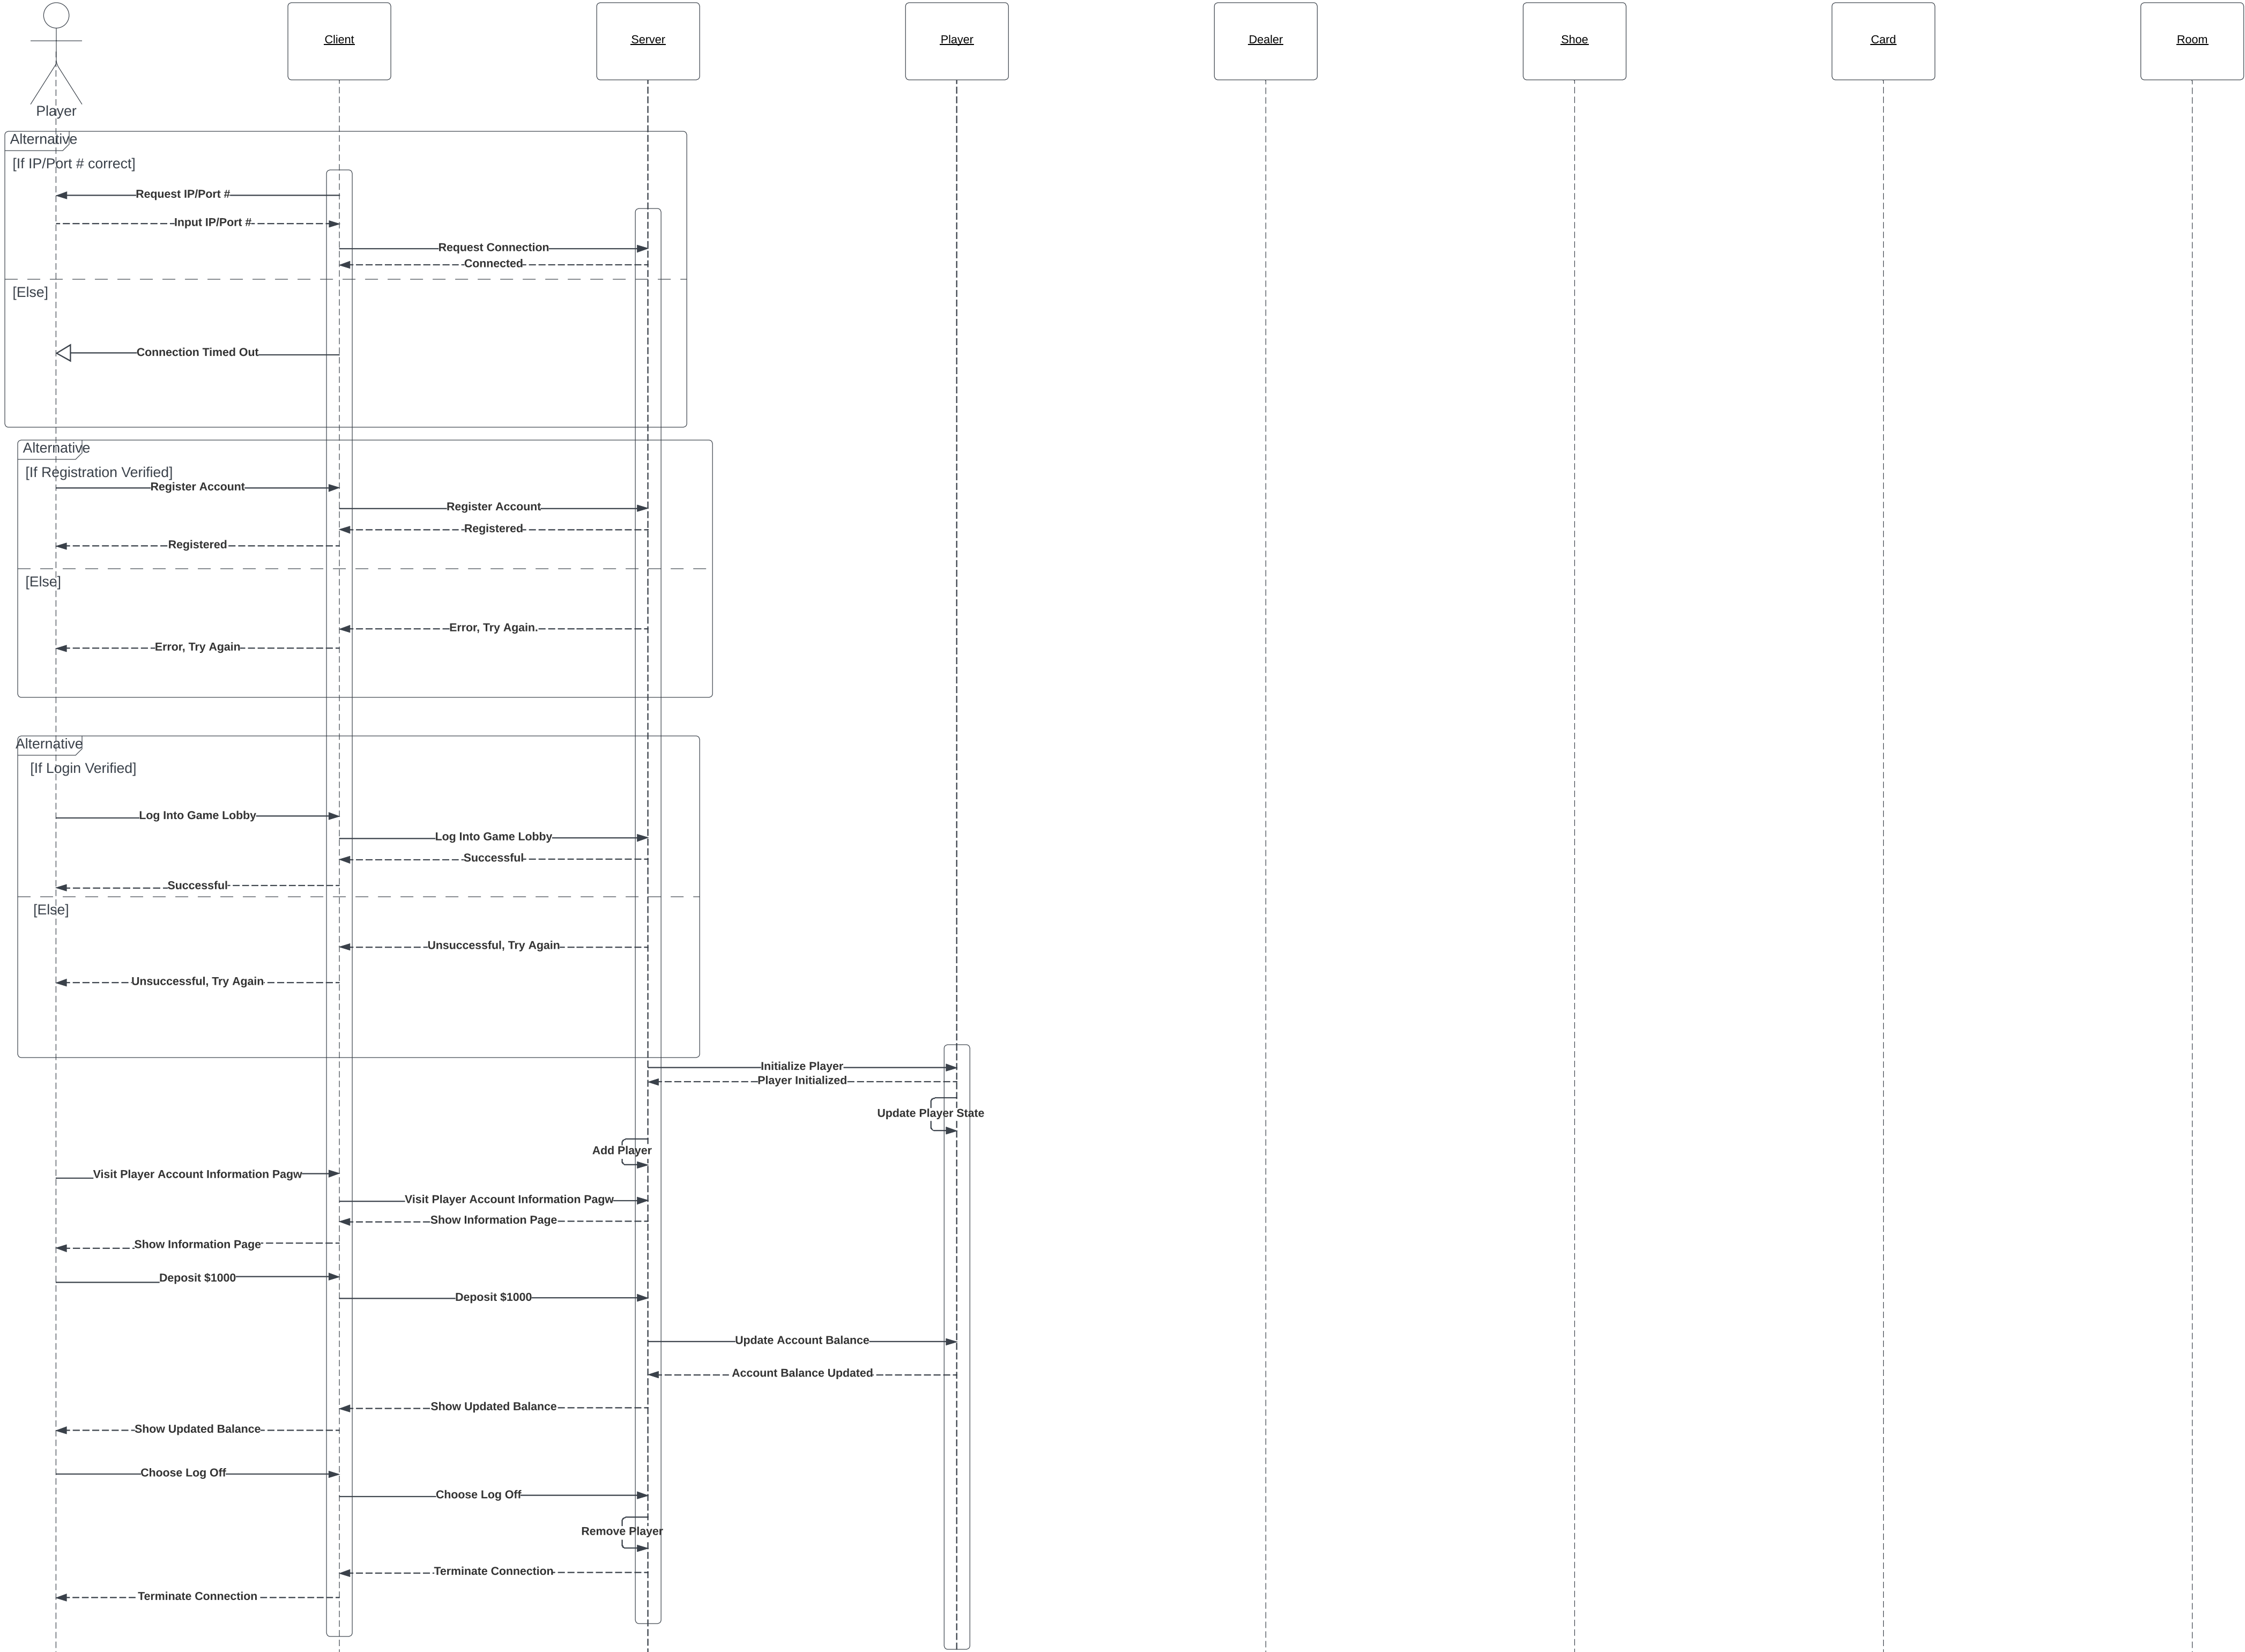 Client
Server
Player
Dealer
Shoe
Card
Room
Player
Alternative
[If IP/Port # correct]
Request IP/Port #
Input IP/Port #
Request Connection
Connected
[Else]
Connection Timed Out
Alternative
[If Registration Verified]
Register Account
Register Account
Registered
Registered
[Else]
Error, Try Again.
Error, Try Again
Alternative
[If Login Verified]
Log Into Game Lobby
Log Into Game Lobby
Successful
Successful
[Else]
Unsuccessful, Try Again
Unsuccessful, Try Again
Initialize Player
Player Initialized
Update Player State
Add Player
Visit Player Account Information Pagw
Visit Player Account Information Pagw
Show Information Page
Show Information Page
Deposit $1000
Deposit $1000
Update Account Balance
Account Balance Updated
Show Updated Balance
Show Updated Balance
Choose Log Off
Choose Log Off
Remove Player
Terminate Connection
Terminate Connection